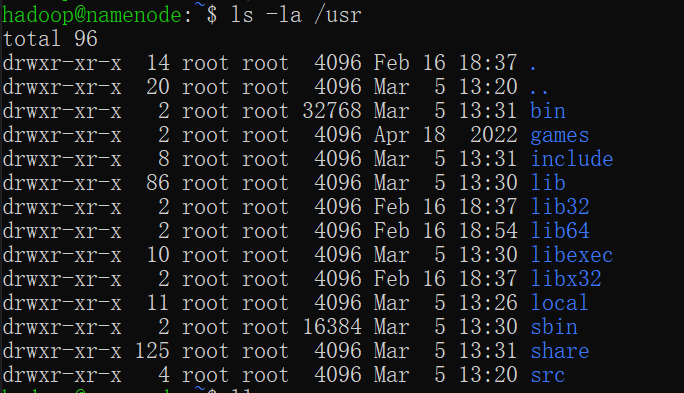 hadoop@namenode:~$ ls -la /usr
total 96
drwxr-xr-x  14 root root  4096 Feb 16 18:37 .
drwxr-xr-x  20 root root  4096 Mar  5 13:20 ..
drwxr-xr-x   2 root root 32768 Mar  5 13:31 bin
drwxr-xr-x   2 root root  4096 Apr 18  2022 games
drwxr-xr-x   8 root root  4096 Mar  5 13:31 include
drwxr-xr-x  86 root root  4096 Mar  5 13:30 lib
drwxr-xr-x   2 root root  4096 Feb 16 18:37 lib32
drwxr-xr-x   2 root root  4096 Feb 16 18:54 lib64
drwxr-xr-x  10 root root  4096 Mar  5 13:30 libexec
drwxr-xr-x   2 root root  4096 Feb 16 18:37 libx32
drwxr-xr-x  11 root root  4096 Mar  5 13:26 local
drwxr-xr-x   2 root root 16384 Mar  5 13:30 sbin
drwxr-xr-x 125 root root  4096 Mar  5 13:31 share
drwxr-xr-x   4 root root  4096 Mar  5 13:20 src